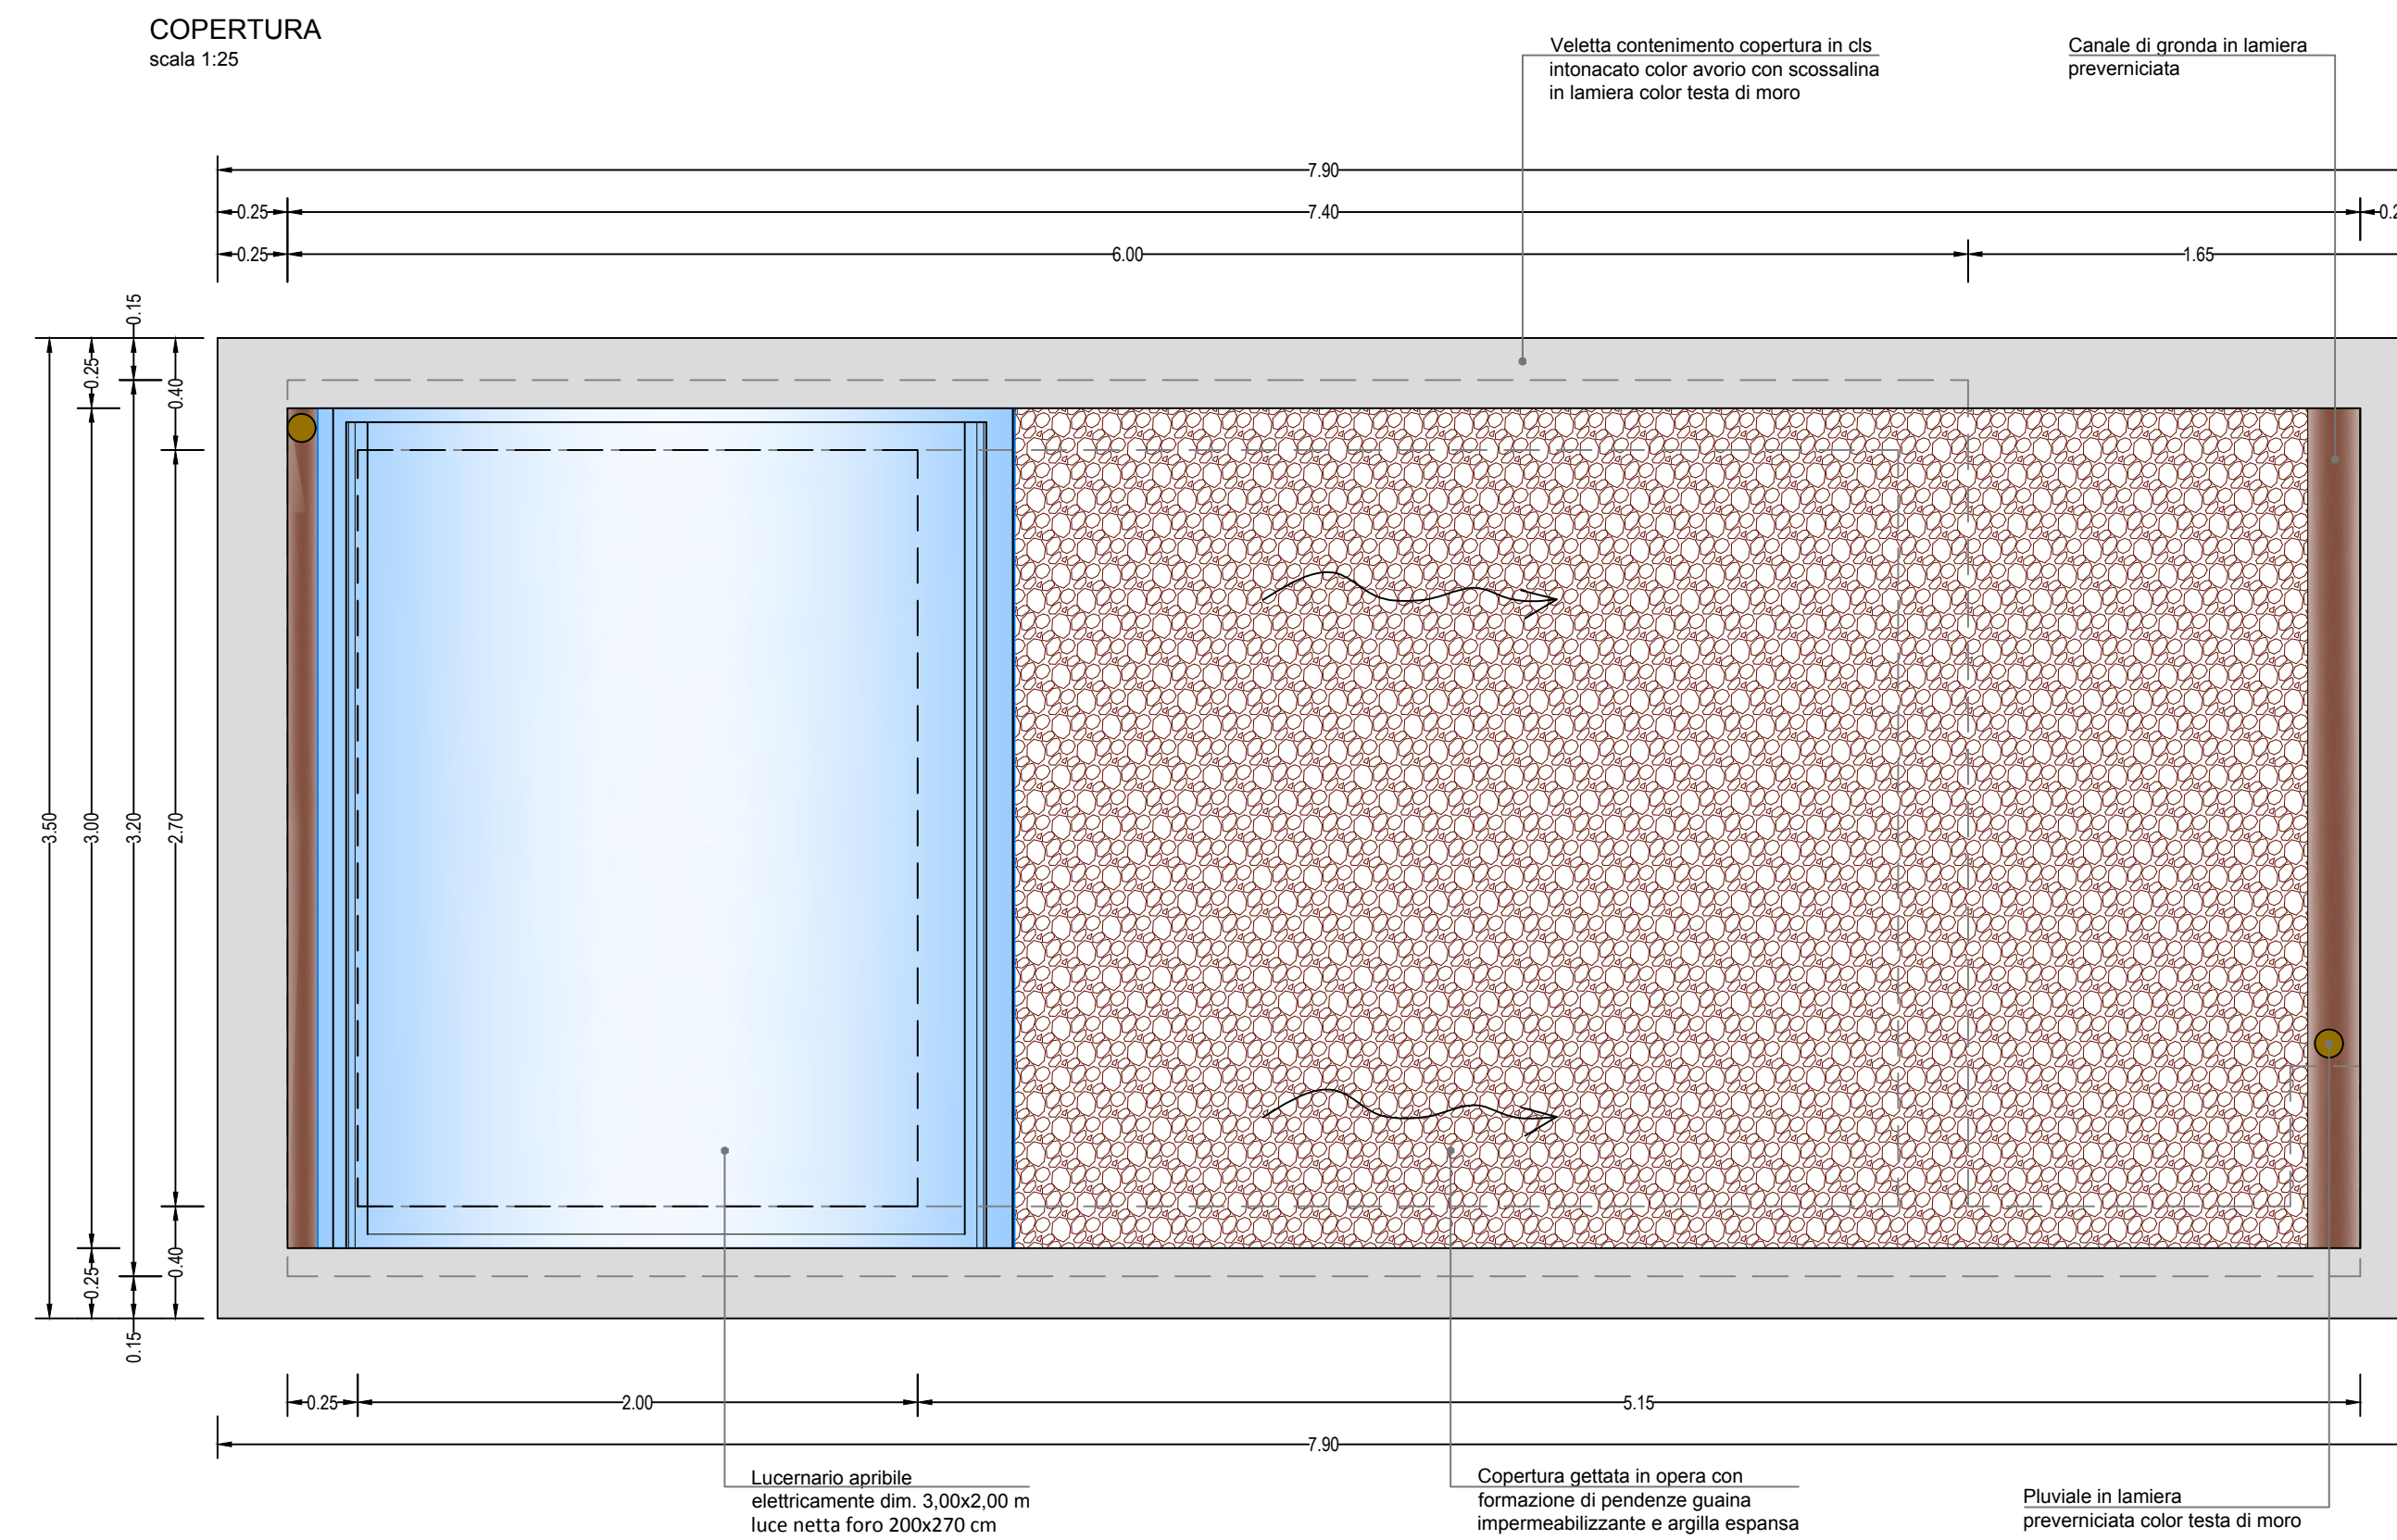 COPERTURA
scala 1:25
Veletta contenimento copertura in cls
intonacato color avorio con scossalina
in lamiera color testa di moro
Canale di gronda in lamiera
preverniciata
7.90
0.25
7.40
0.25
6.00
1.65
0.15
0.25
0.40
3.50
3.00
3.20
2.70
0.25
0.40
0.15
0.25
2.00
5.15
7.90
Lucernario apribile
elettricamente dim. 3,00x2,00 m
luce netta foro 200x270 cm
Copertura gettata in opera con
formazione di pendenze guaina
impermeabilizzante e argilla espansa
Pluviale in lamiera
preverniciata color testa di moro